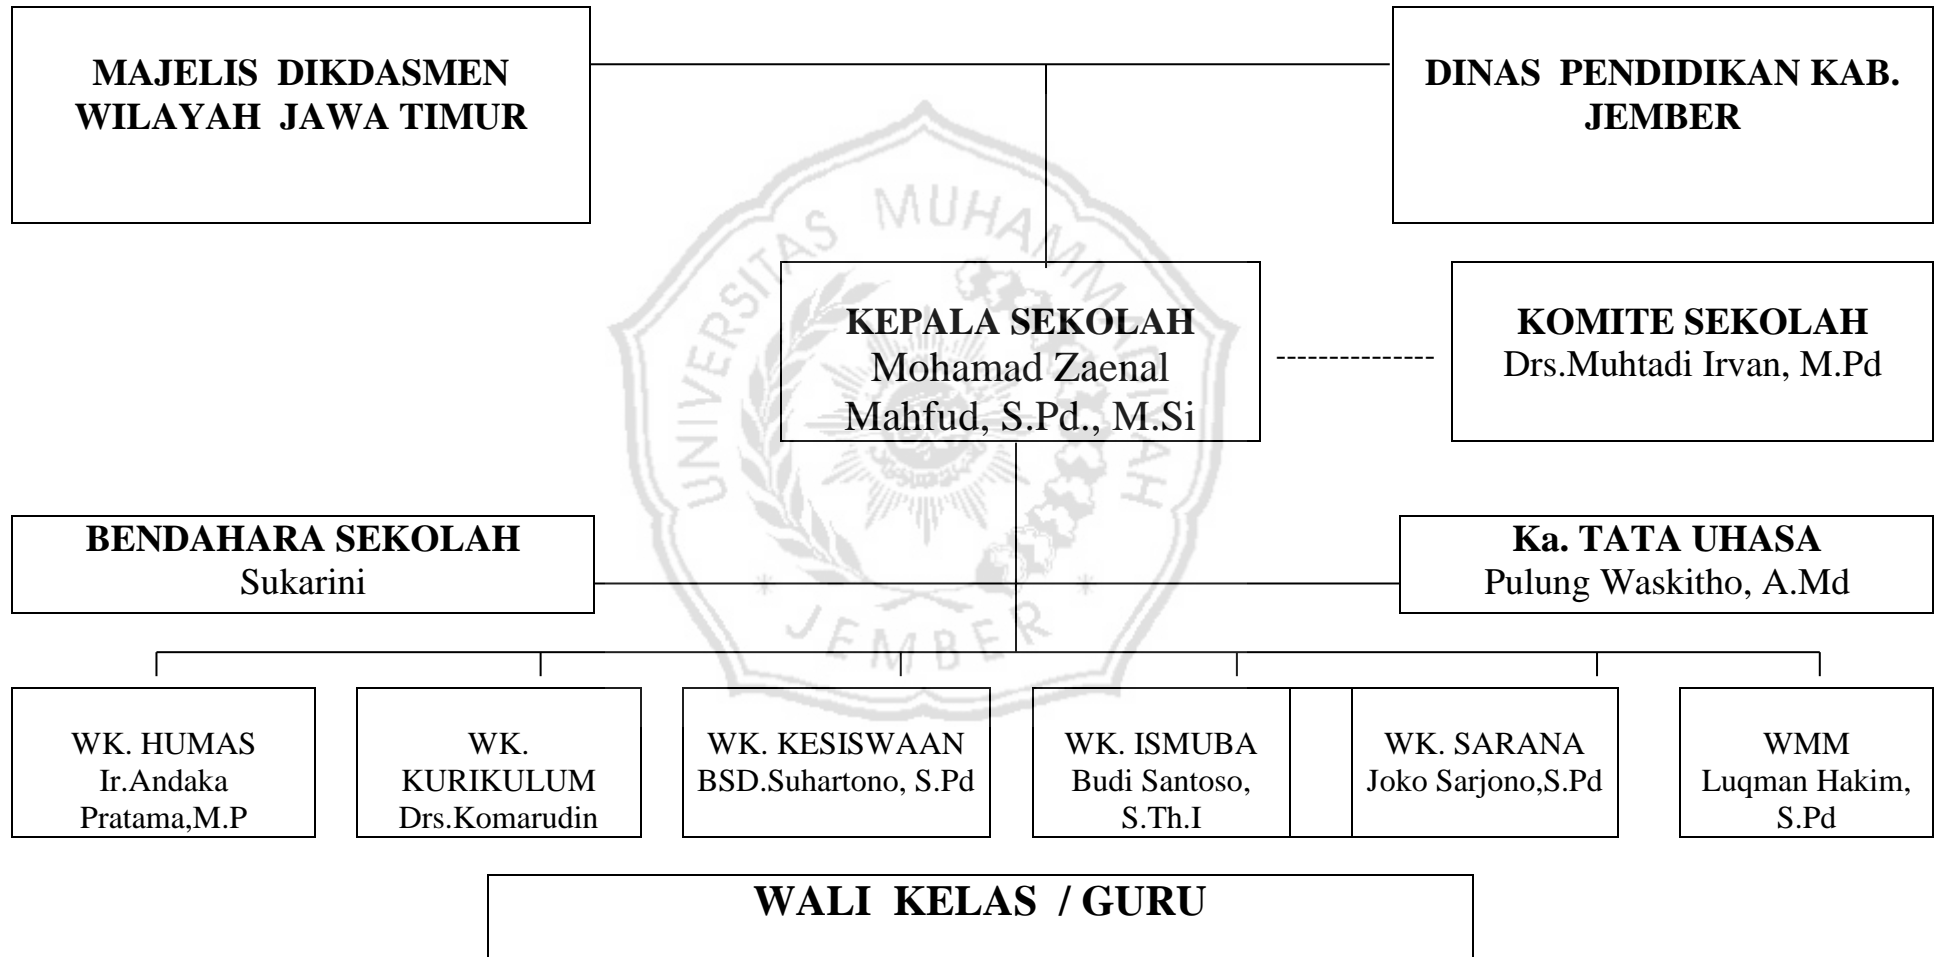 MAJELIS DIKDASMEN
WILAYAH JAWA TIMUR
DINAS PENDIDIKAN KAB.
JEMBER
KEPALA SEKOLAH
Mohamad Zaenal
Mahfud, S.Pd., M.Si
KOMITE SEKOLAH
Drs.Muhtadi Irvan, M.Pd
BENDAHARA SEKOLAH
Sukarini
Ka. TATA UHASA
Pulung Waskitho, A.Md
WK. HUMAS
Ir.Andaka
Pratama,M.P
WK.
KURIKULUM
Drs.Komarudin
WK. KESISWAAN
BSD.Suhartono, S.Pd
WK. ISMUBA
Budi Santoso,
S.Th.I
WK. SARANA
Joko Sarjono,S.Pd
WMM
Luqman Hakim,
S.Pd
WALI KELAS / GURU
UNIVERSITAS MUHAMMADIYAH
JEMBER